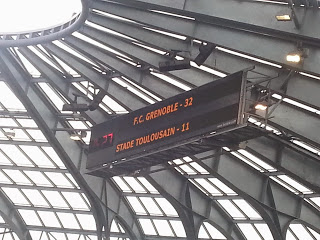 F.C. GRENOBLE - 32
STADE TOULOUSAIN - 11